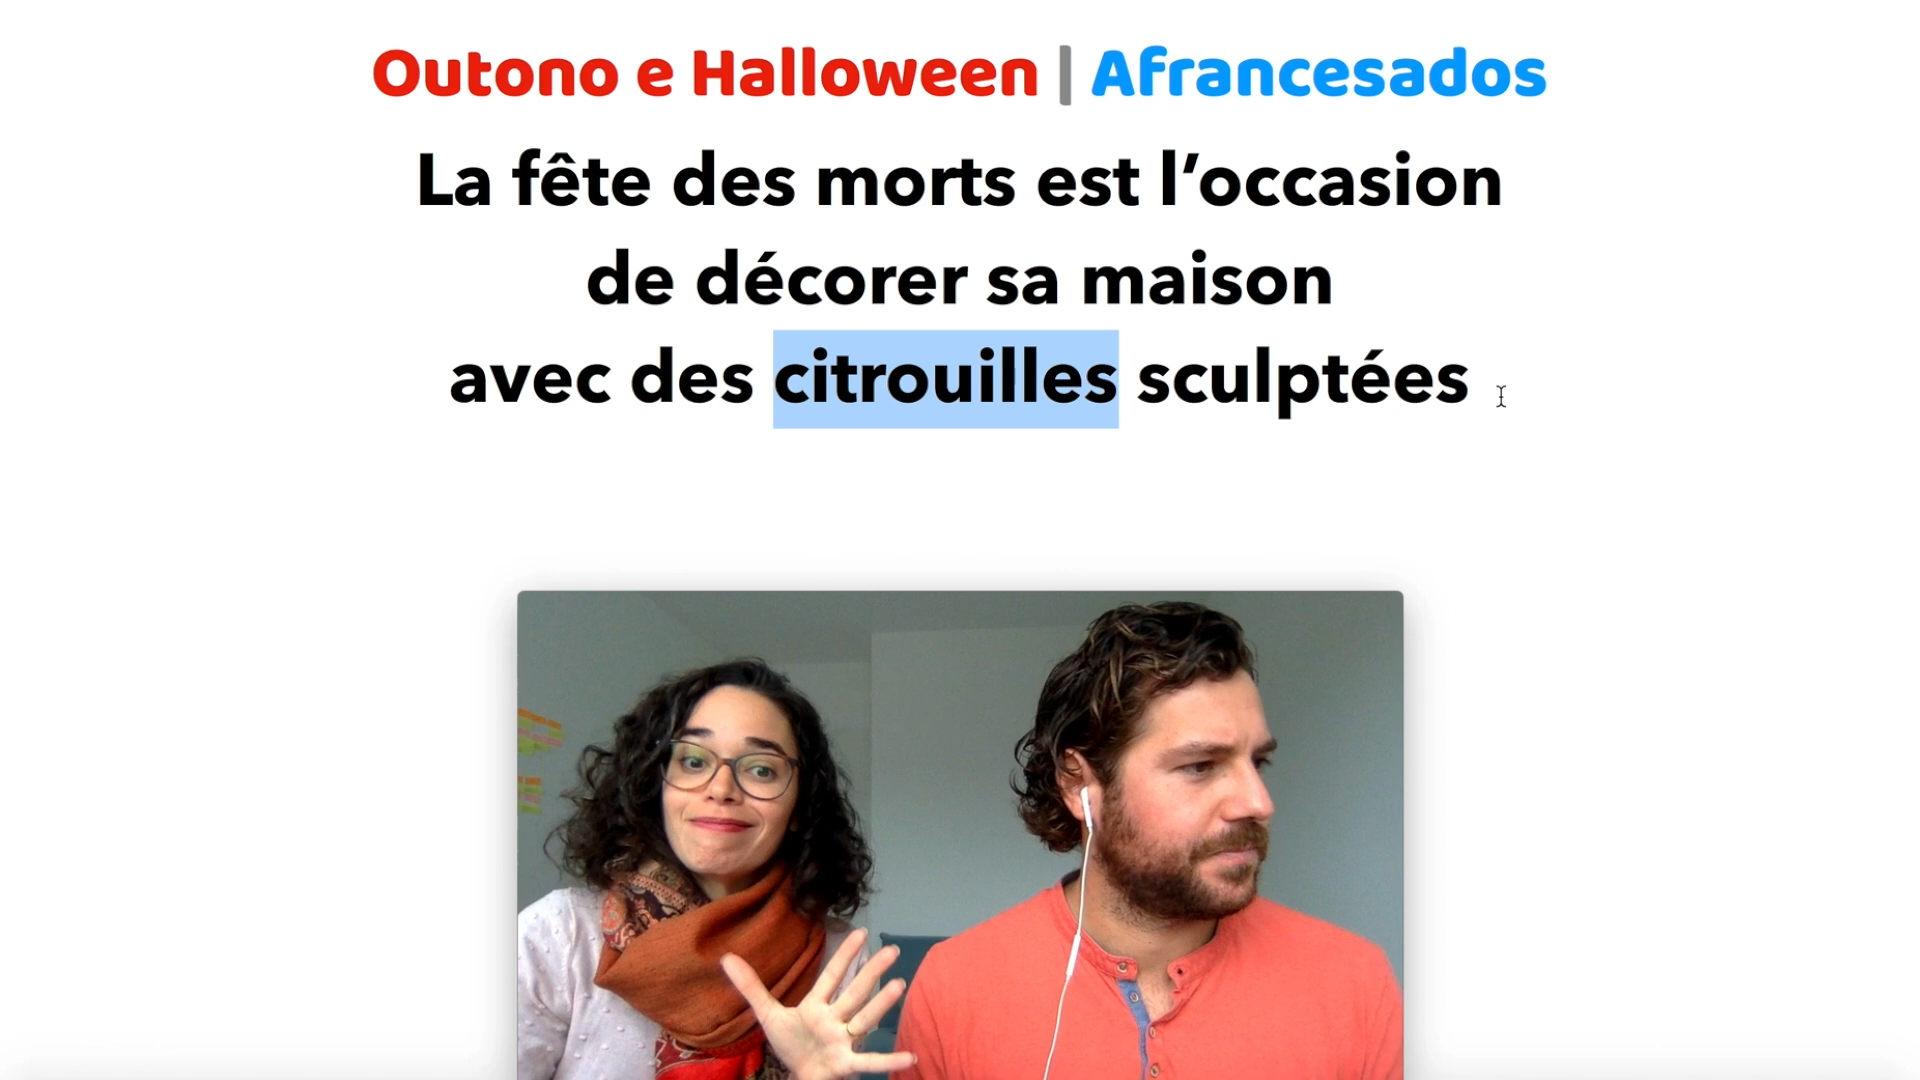 Outono e Halloween | Afrancesados
La fête des morts est l’occasion
de décorer sa maison
avec des citrouilles sculptées